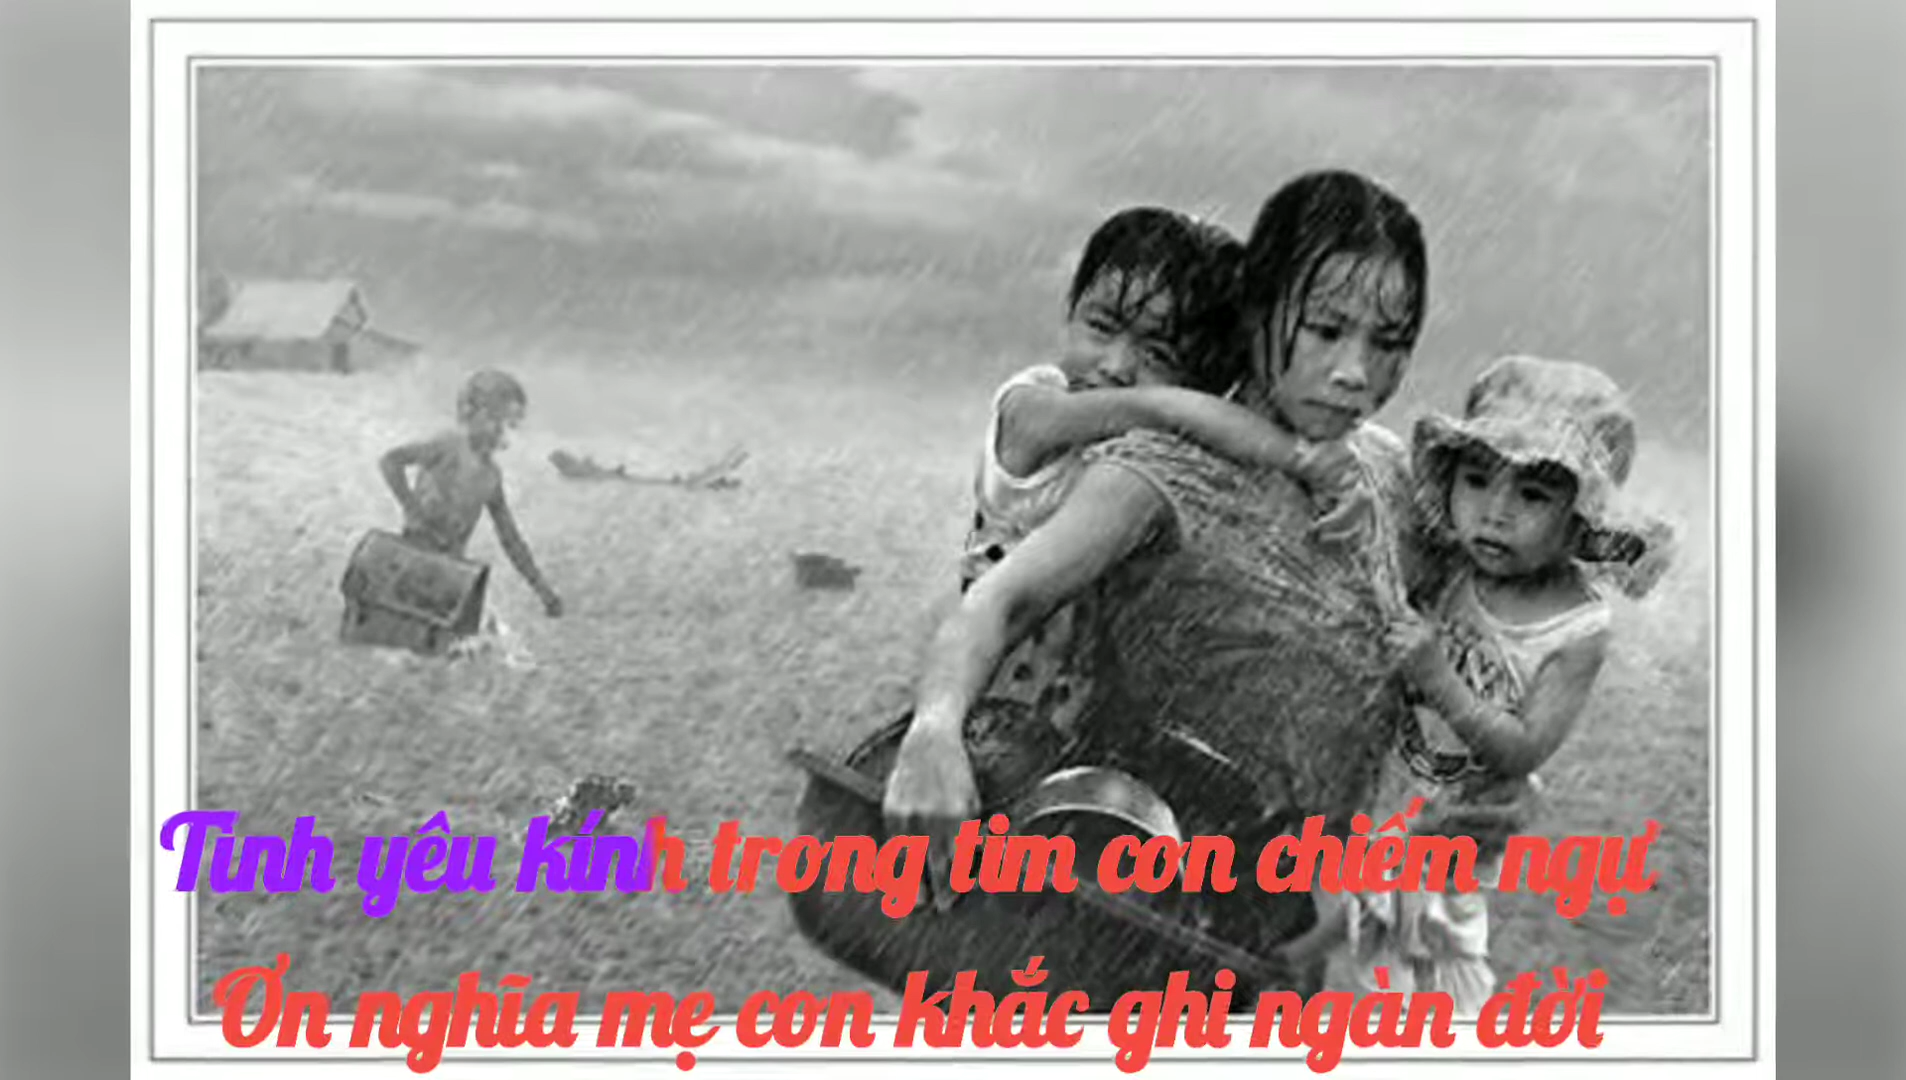 Tình yêu kính trong tim con chiếm ngự
Ơn nghĩa mẹ con khắc ghi ngàn đời